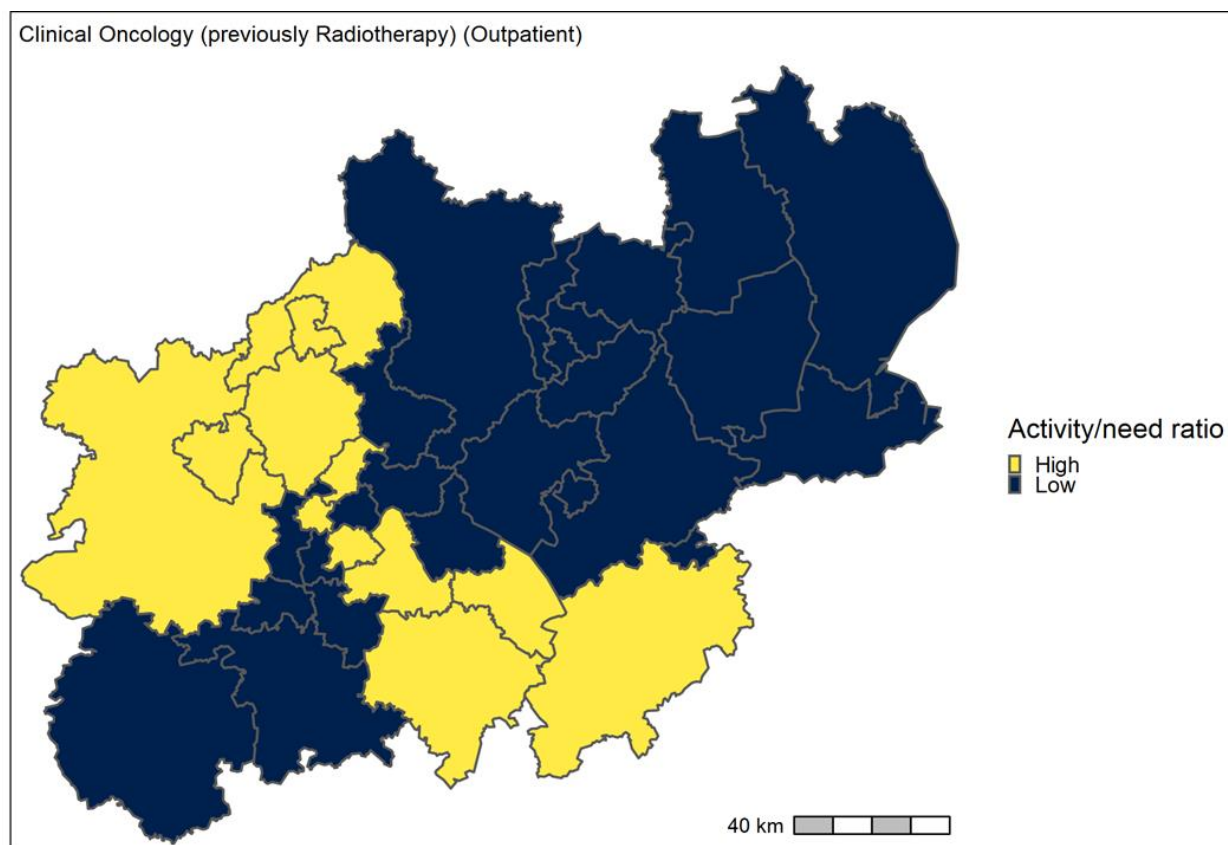 Clinical Oncology (previously Radiotherapy) (Outpatient)
Activity/need ratio
High
Low
40 km